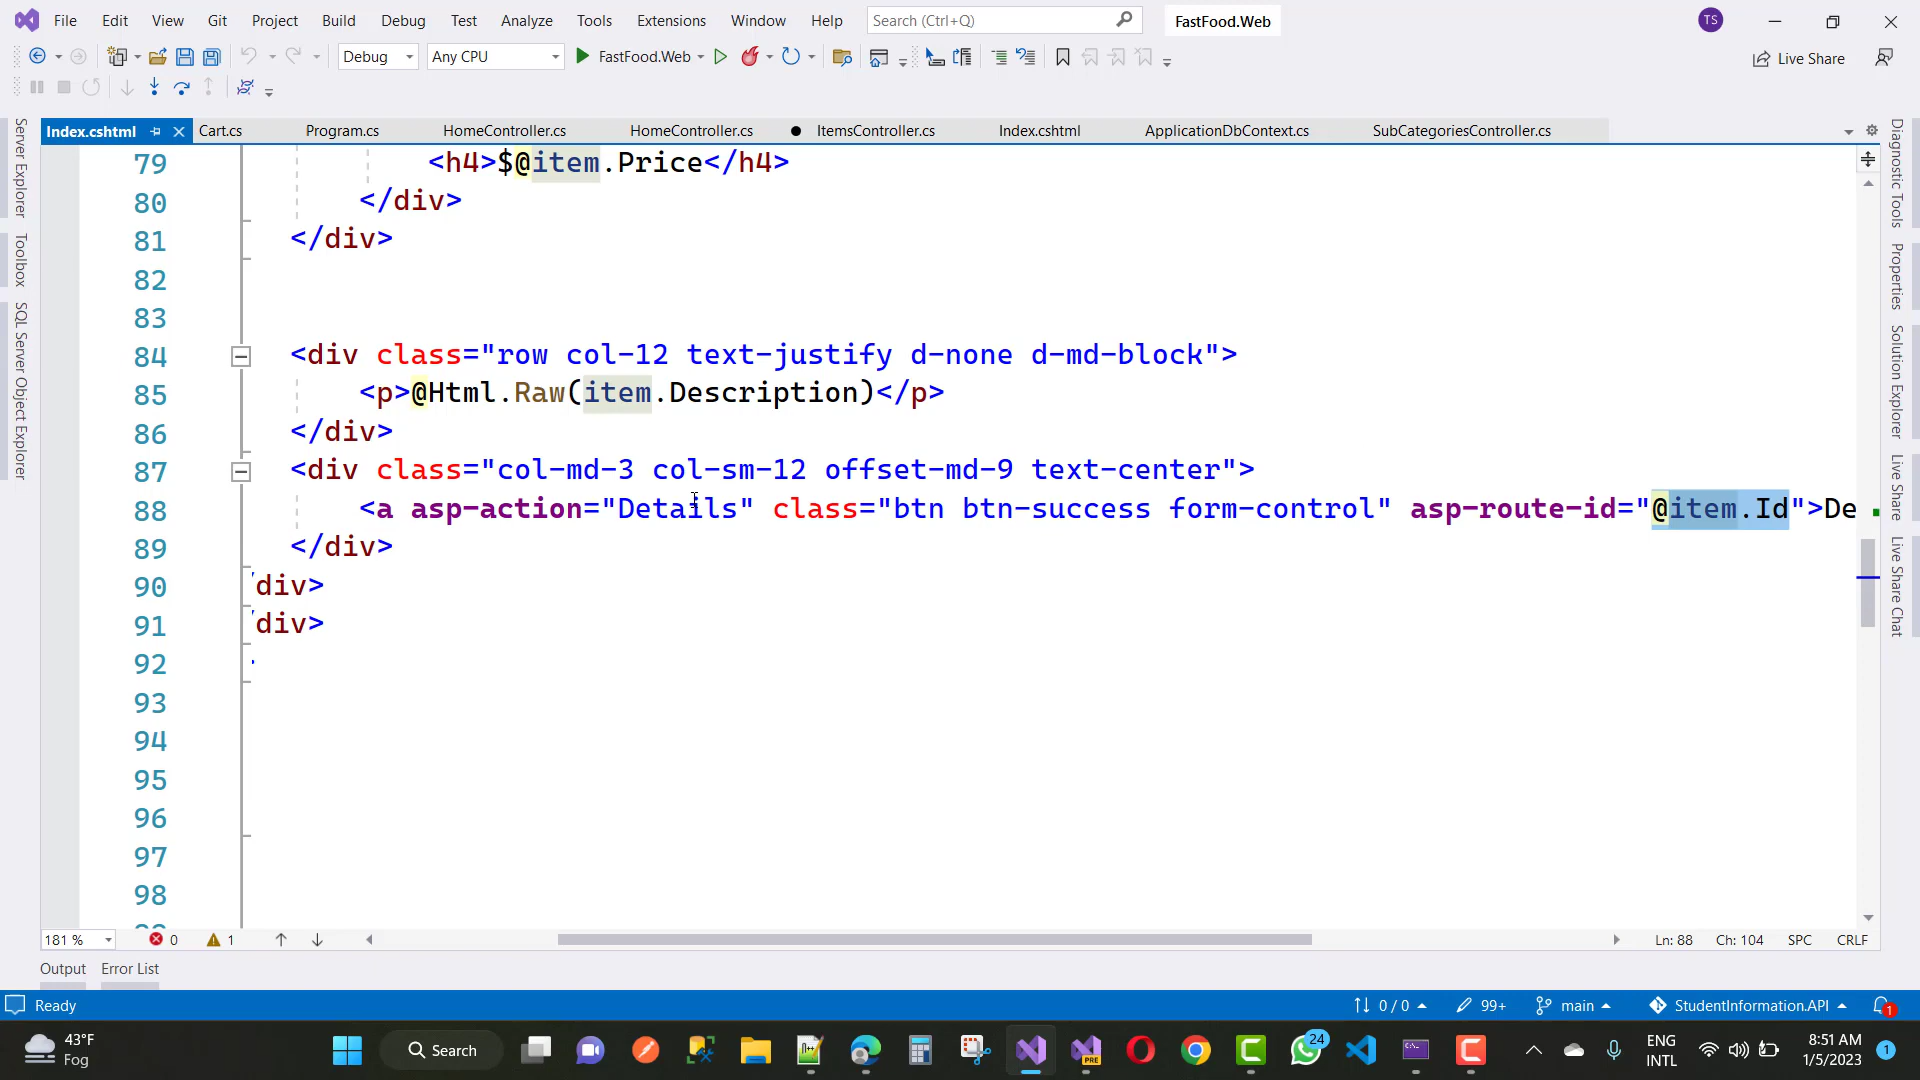 File Edit View Git Project Build Debug Test Analyze Tools Extensions Window Help Search (Ctrl+Q) FastFood.Web TS
Debug Any CPU FastFood.Web Live Share
Index.cshtml Cart.cs Program.cs HomeController.cs HomeController.cs ItemsController.cs Index.cshtml ApplicationDbContext.cs SubCategoriesController.cs
Server Explorer
Toolbox
SQL Server Object Explorer
79 <h4>$@item.Price</h4>
80 </div>
81 </div>
82
83
84 <div class="row col-12 text-justify d-none d-md-block">
85 <p>@Html.Raw(item.Description)</p>
86 </div>
87 <div class="col-md-3 col-sm-12 offset-md-9 text-center">
88 <a asp-action="Details" class="btn btn-success form-control" asp-route-id="@item.Id">De
89 </div>
90 div>
91 div>
92
93
94
95
96
97
98
Diagnostic Tools
Properties
Solution Explorer
Live Share
Live Share Chat
181 % 0 1 Ln: 88 Ch: 104 SPC CRLF
Output Error List
Ready 0 / 0 99+ main StudentInformation.API 1
43°F
Fog
Search
PRE
24
ENG
INTL
8:51 AM
1/5/2023
1